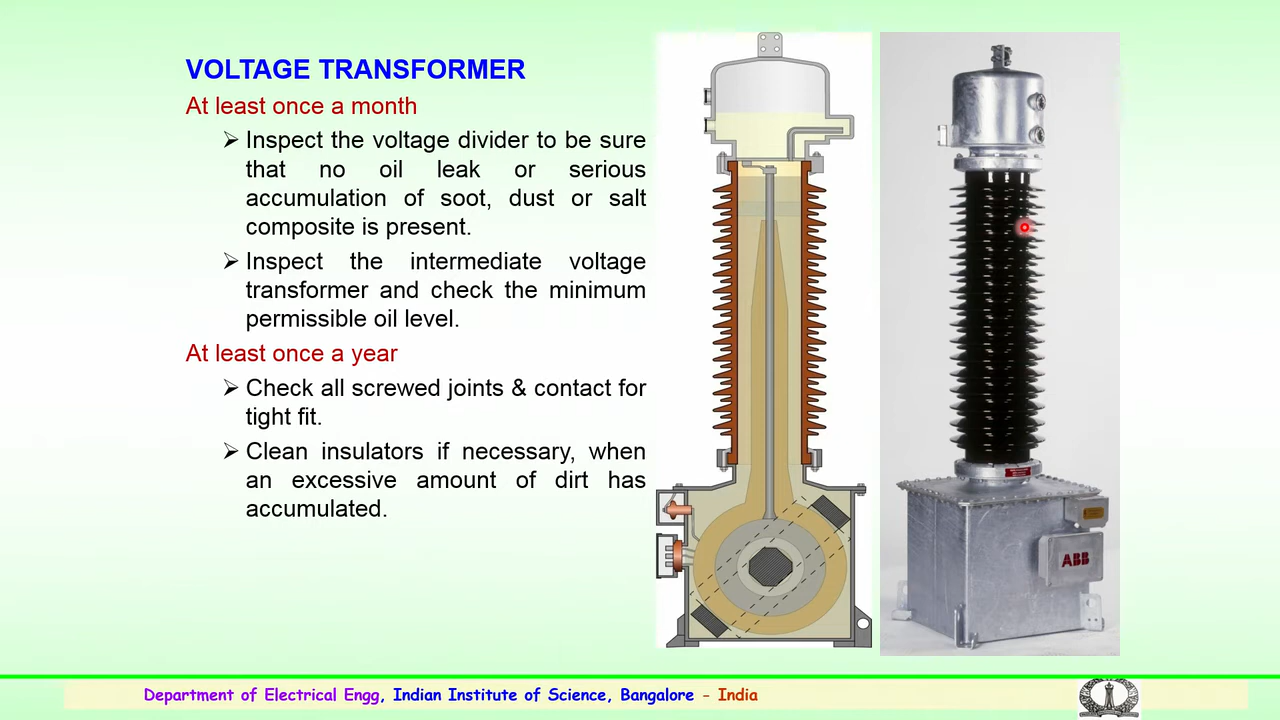 VOLTAGE TRANSFORMER
At least once a month
➢ Inspect the voltage divider to be sure
that no oil leak or serious
accumulation of soot, dust or salt
composite is present.
➢ Inspect the intermediate voltage
transformer and check the minimum
permissible oil level.
At least once a year
➢ Check all screwed joints & contact for
tight fit.
➢ Clean insulators if necessary, when
an excessive amount of dirt has
accumulated.
ABB
Department of Electrical Engg, Indian Institute of Science, Bangalore - India